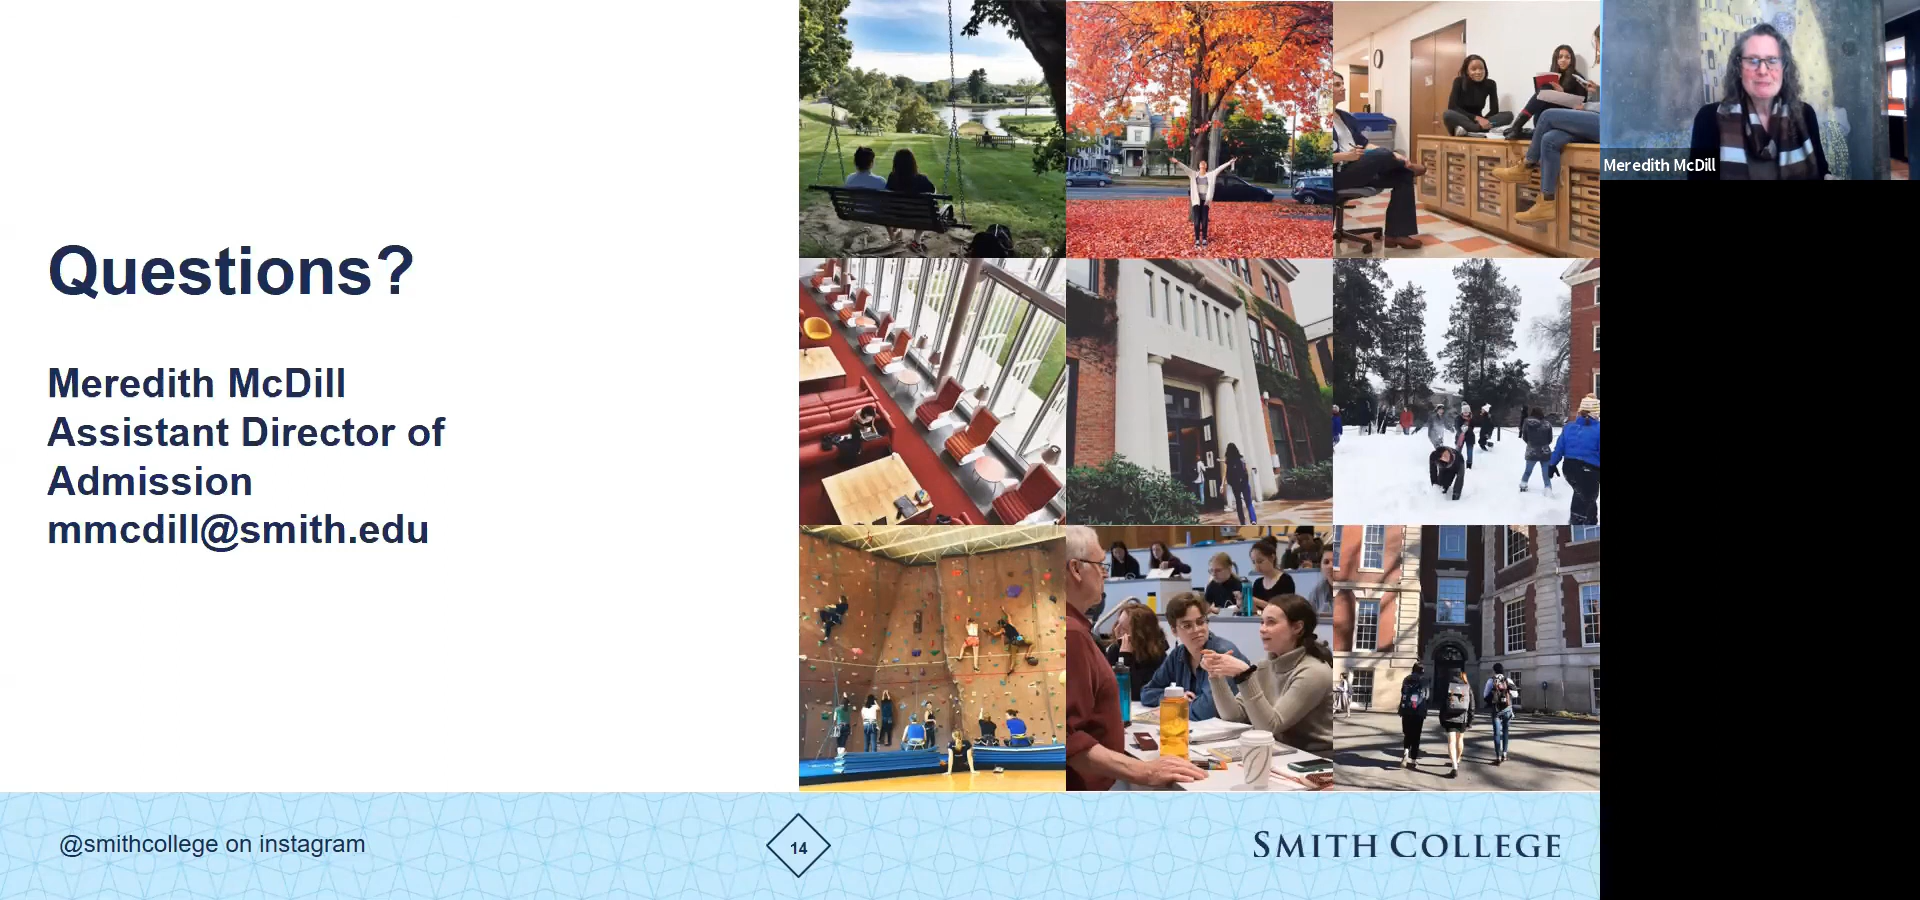 Questions?
Meredith McDill
Assistant Director of
Admission
mmcdill@smith.edu
Meredith McDill
@smithcollege on instagram
14
SMITH COLLEGE